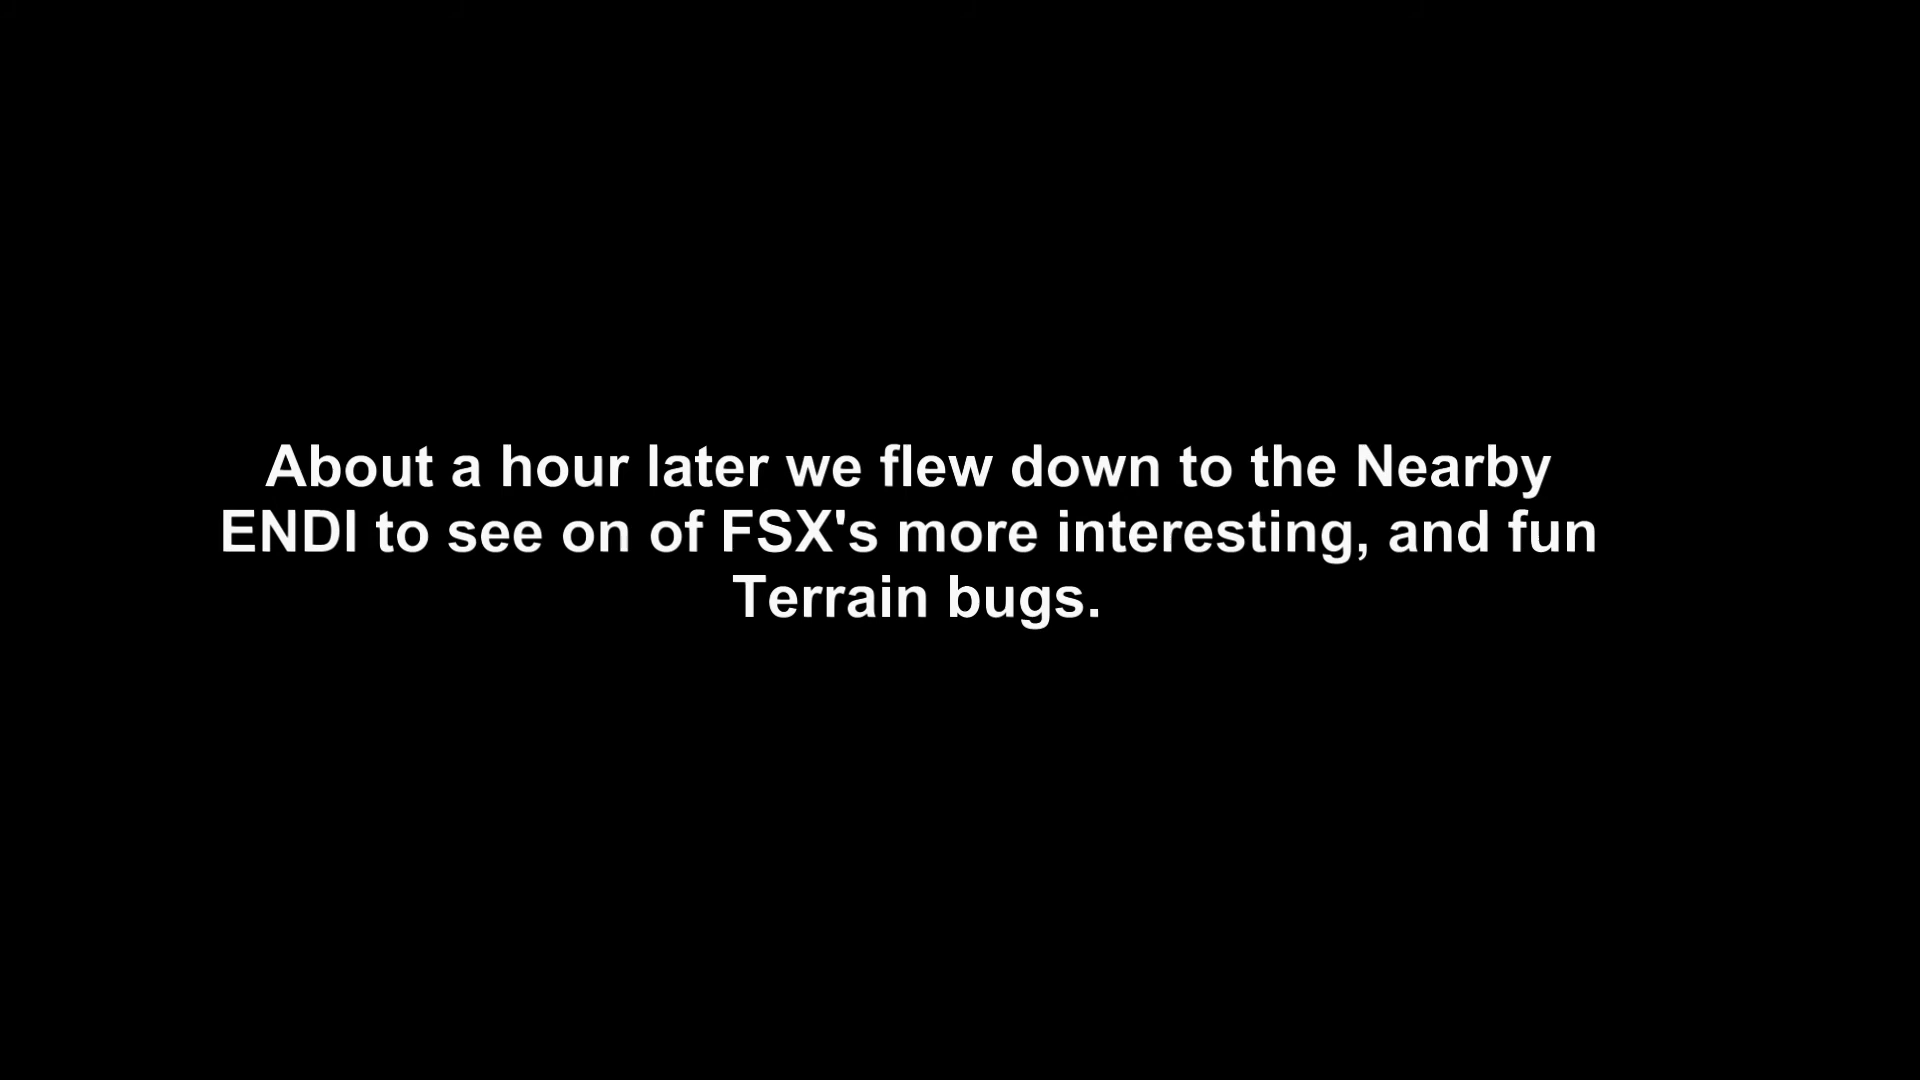 About a hour later we flew down to the Nearby
ENDI to see on of FSX's more interesting, and fun
Terrain bugs.